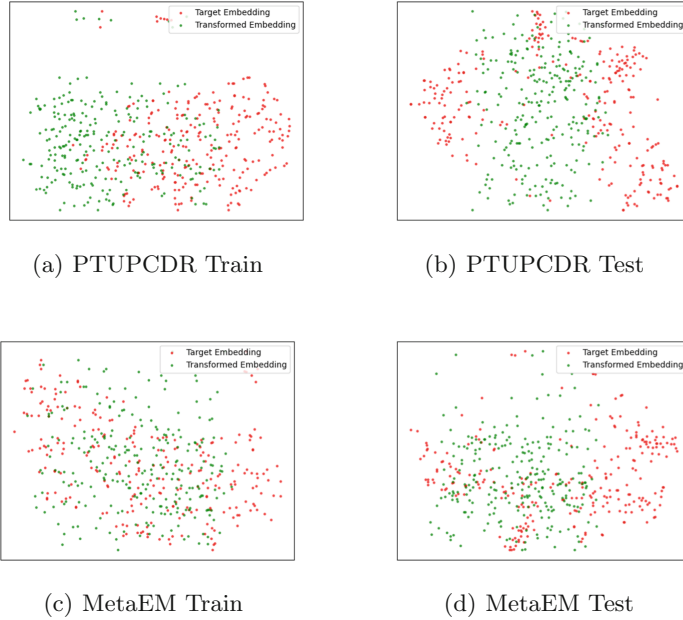 Target Embedding
Transformed Embedding
Target Embedding
Transformed Embedding
(a) PTUPCDR Train
(b) PTUPCDR Test
Target Embedding
Transformed Embedding
Target Embedding
Transformed Embedding
(c) MetaEM Train
(d) MetaEM Test